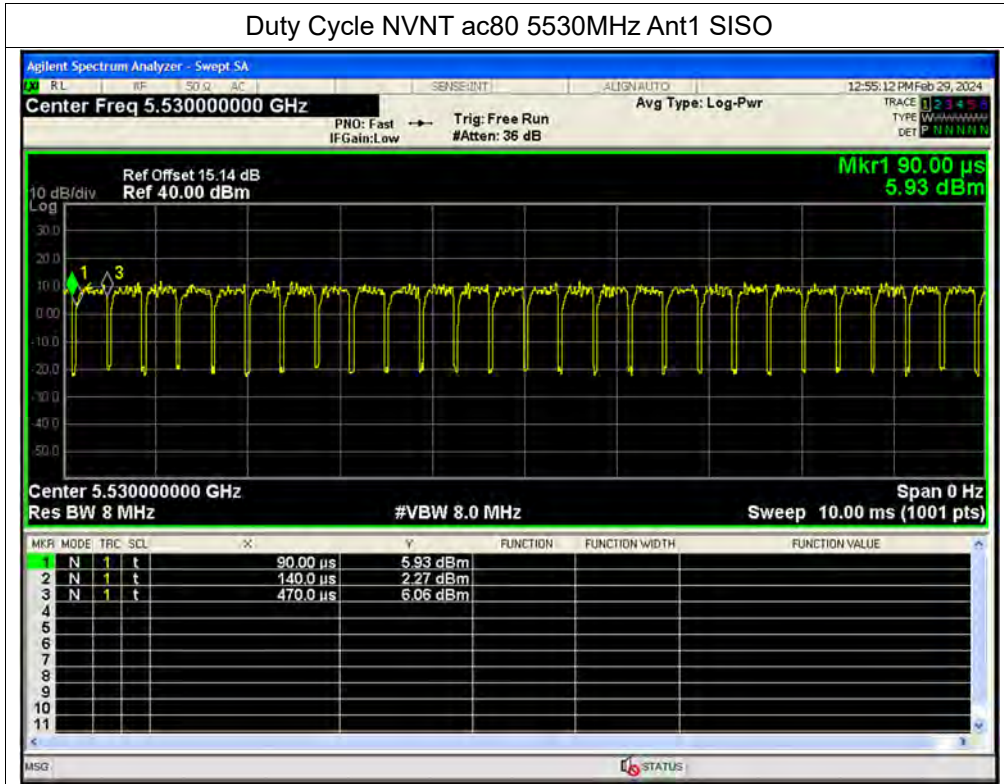 Duty Cycle NVNT ac80 5530MHz Ant1 SISO
Agilent Spectrum Analyzer - Swept SA
LXI RL RF 50 Ω AC SENSE:INT ALIGN AUTO 12:55:12 PM Feb 29, 2024
Center Freq 5.530000000 GHz Avg Type: Log-Pwr TRACE 1 2 3 4 5 6
PNO: Fast Trig: Free Run TYPE W
IFGain:Low #Atten: 36 dB DET P N N N N N
Mkr1 90.00 µs
Ref Offset 15.14 dB
10 dB/div Ref 40.00 dBm 5.93 dBm
Log
30.0
20.0
1 3
10.0
0.00
-10.0
-20.0
-30.0
-40.0
-50.0
Center 5.530000000 GHz Span 0 Hz
Res BW 8 MHz #VBW 8.0 MHz Sweep 10.00 ms (1001 pts)
MKR MODE TRC SCL X Y FUNCTION FUNCTION WIDTH FUNCTION VALUE
1 N 1 t 90.00 µs 5.93 dBm
2 N 1 t 140.0 µs 2.27 dBm
3 N 1 t 470.0 µs 6.06 dBm
4
5
6
7
8
9
10
11
MSG STATUS